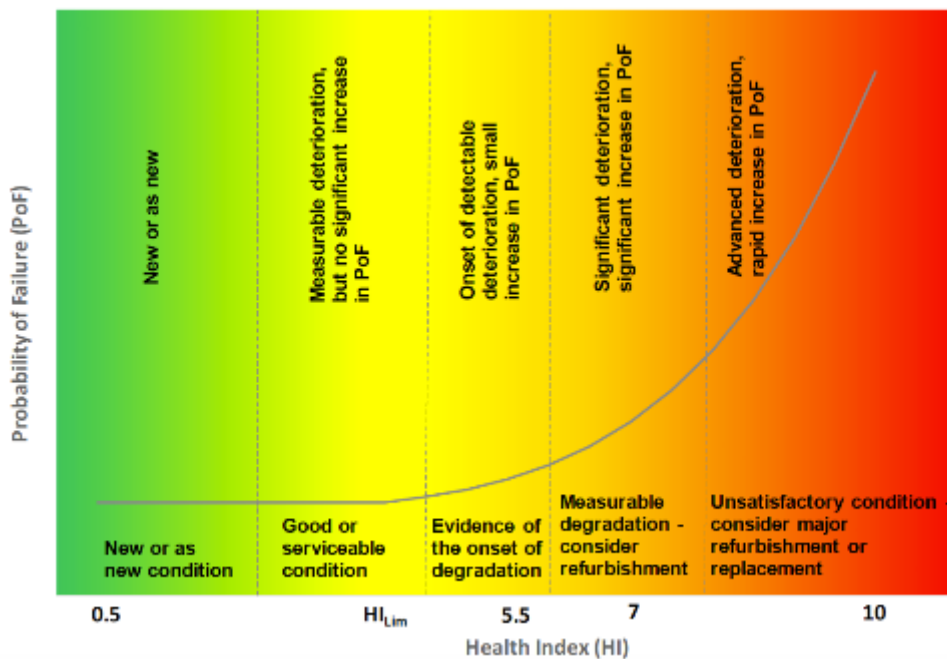 Probability of Failure (PoF)
New or as new
Measurable deterioration,
but no significant increase
in PoF
Onset of detectable
deterioration, small
increase in PoF
Significant deterioration,
significant increase in PoF
Advanced deterioration,
rapid increase in PoF
New or as
new condition
Good or
serviceable
condition
Evidence of
the onset of
degradation
Measurable
degradation -
consider
refurbishment
Unsatisfactory condition
consider major
refurbishment or
replacement
0.5 HILim 5.5 7 10
Health Index (HI)